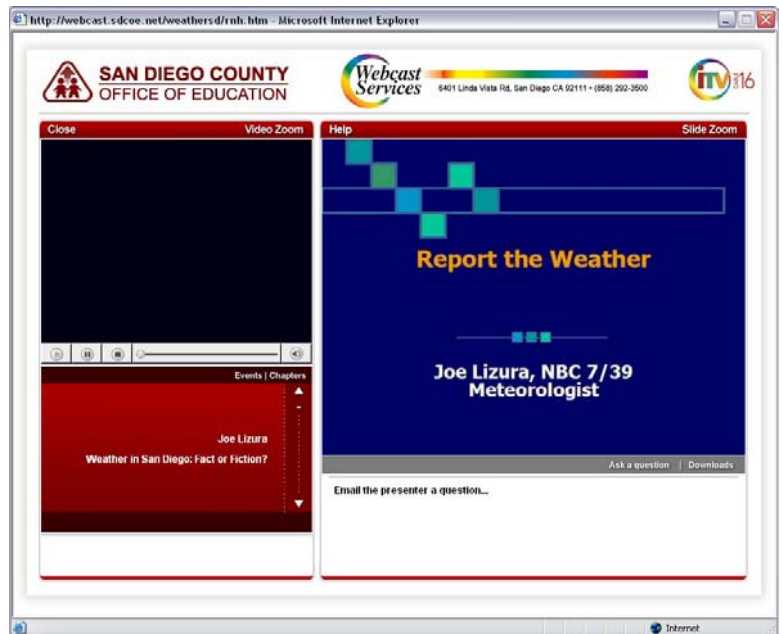 http://webcast.sdcoe.net/weathersd/rnh.htm - Microsoft Internet Explorer
SAN DIEGO COUNTY
OFFICE OF EDUCATION
Webcast
Services
6401 Linda Vista Rd, San Diego CA 92111 • (858) 292-3500
iTV
16
Close
Video Zoom
Help
Slide Zoom
Report the Weather
Joe Lizura, NBC 7/39
Meteorologist
Events | Chapters
Joe Lizura
Weather in San Diego: Fact or Fiction?
Ask a question | Downloads
Email the presenter a question...
Internet